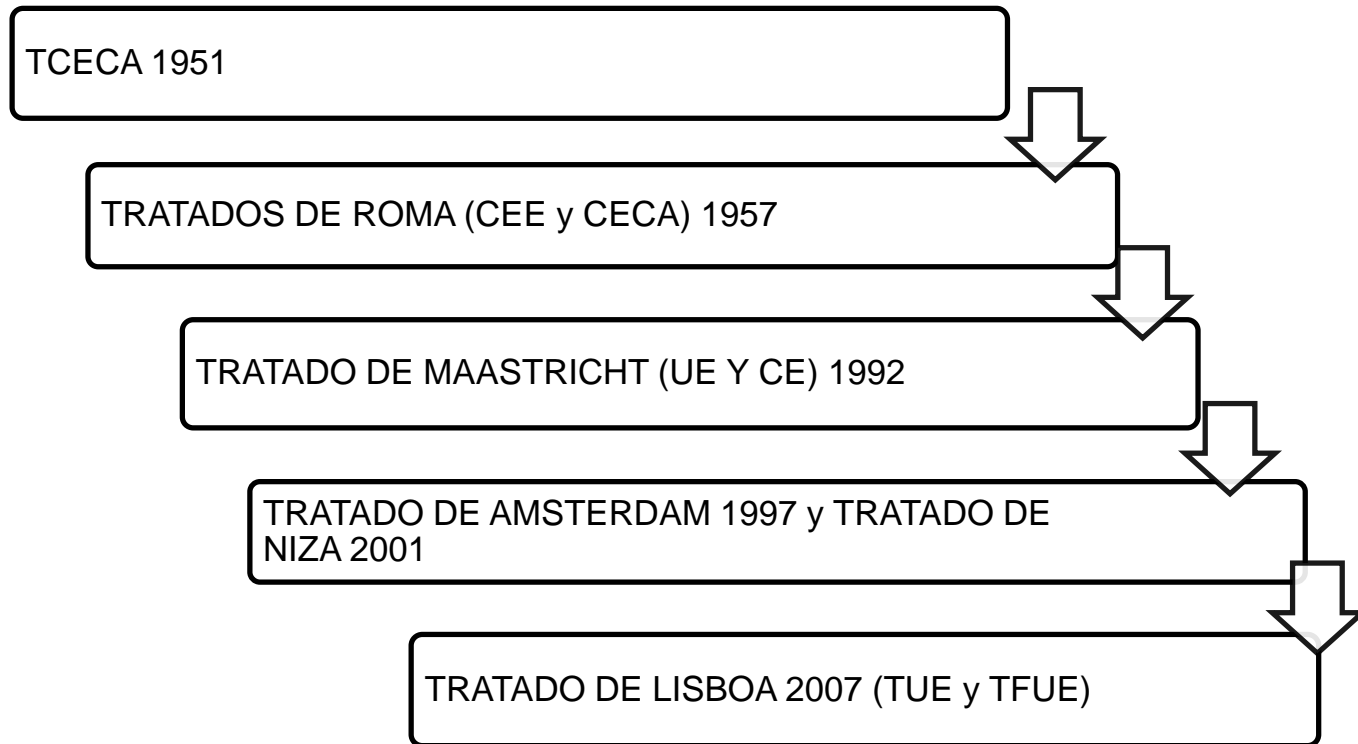 TCECA 1951
TRATADOS DE ROMA (CEE y CECA) 1957
TRATADO DE MAASTRICHT (UE Y CE) 1992
TRATADO DE AMSTERDAM 1997 y TRATADO DE
NIZA 2001
TRATADO DE LISBOA 2007 (TUE y TFUE)